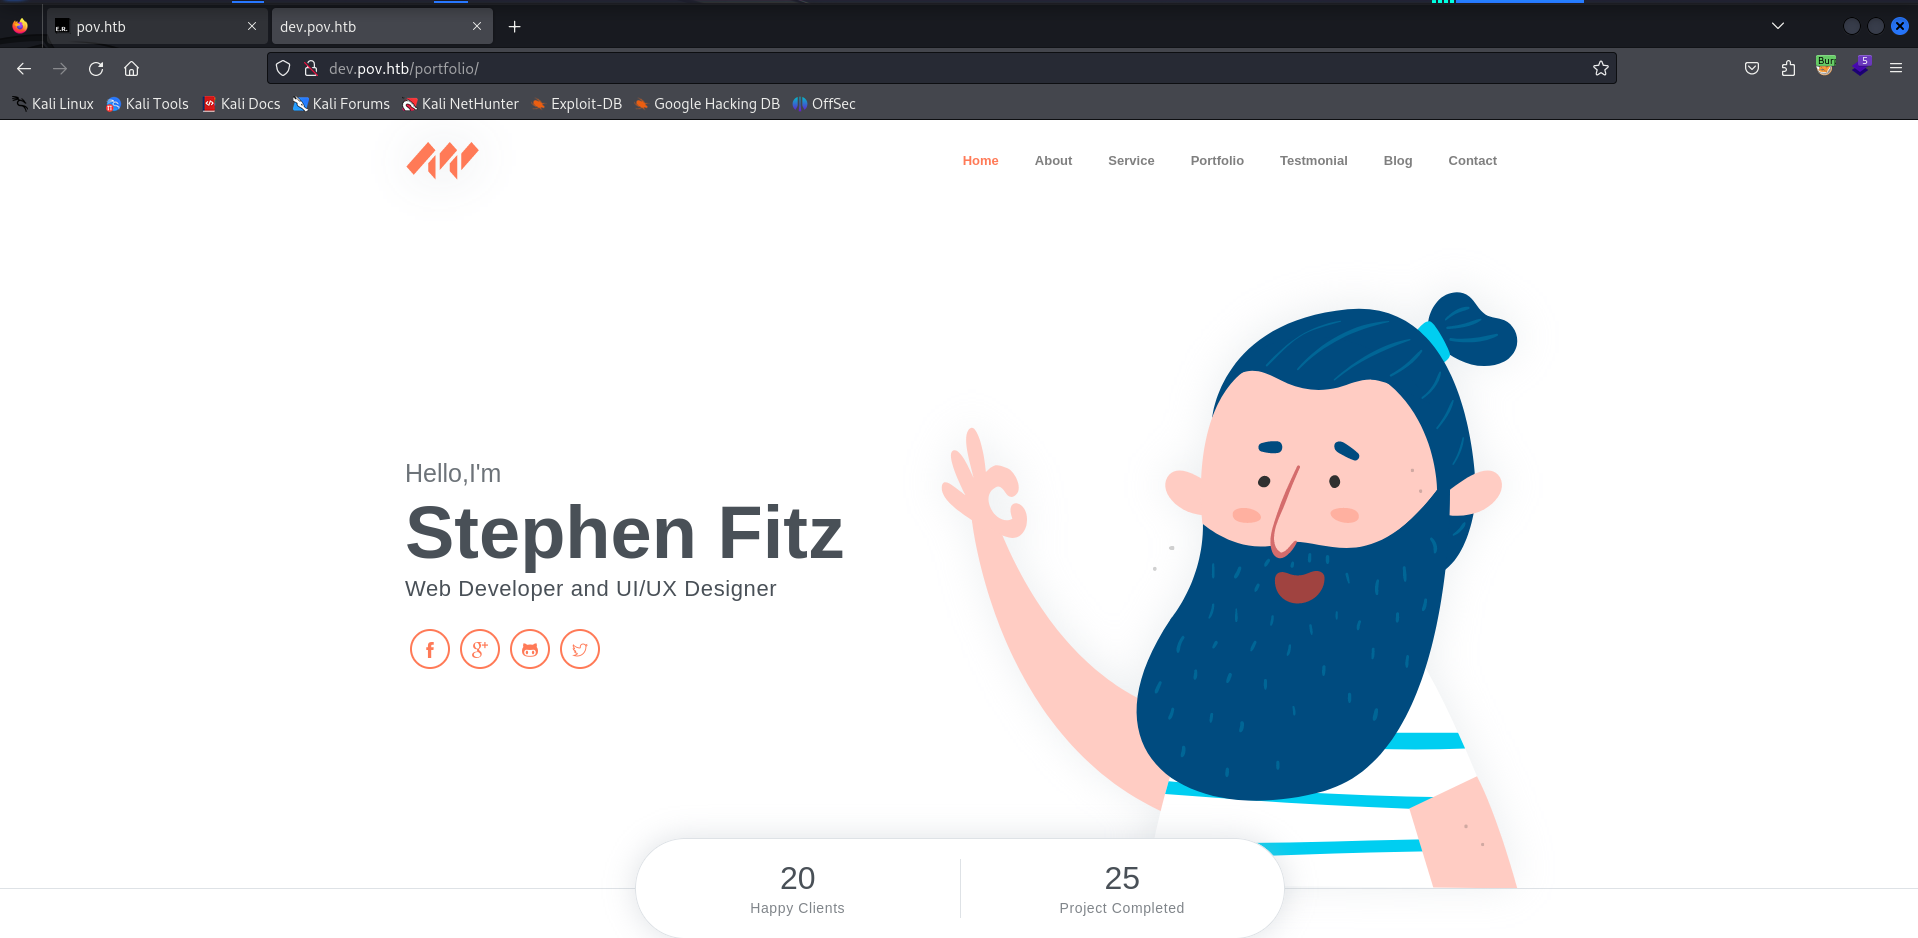 pov.htb
dev.pov.htb
dev.pov.htb/portfolio/
Bur
5
Kali Linux Kali Tools Kali Docs Kali Forums Kali NetHunter Exploit-DB Google Hacking DB OffSec
Home About Service Portfolio Testmonial Blog Contact
Hello,I'm
Stephen Fitz
Web Developer and UI/UX Designer
20
Happy Clients
25
Project Completed